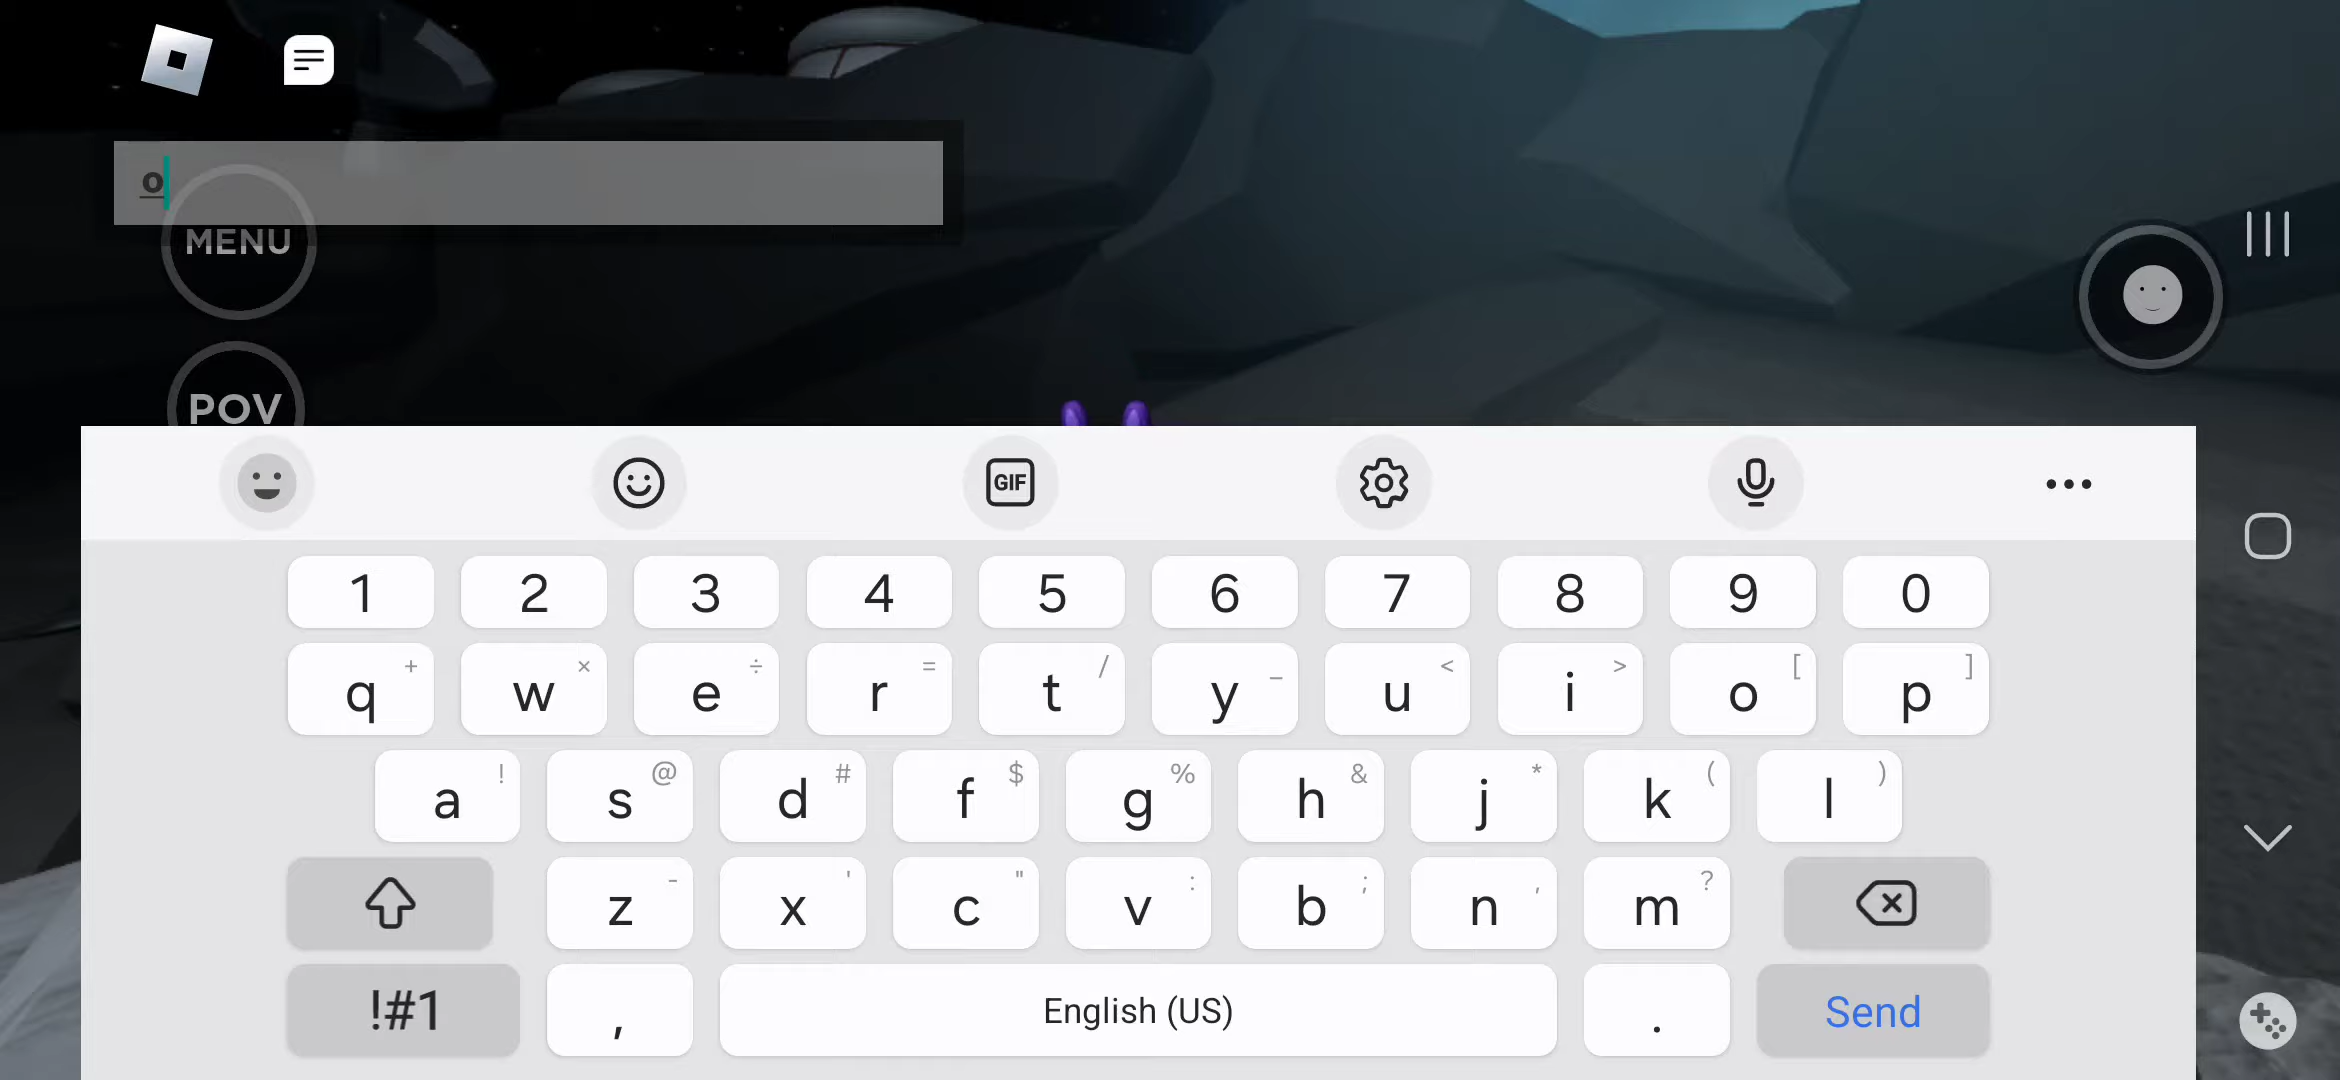 o
MENU
POV
GIF
1 2 3 4 5 6 7 8 9 0
q + w × e ÷ r = t / y _ u < i > o [ p ]
a ! s @ d # f $ g % h & j * k ( l )
z - x ' c " v : b ; n , m ?
!#1 , English (US) . Send